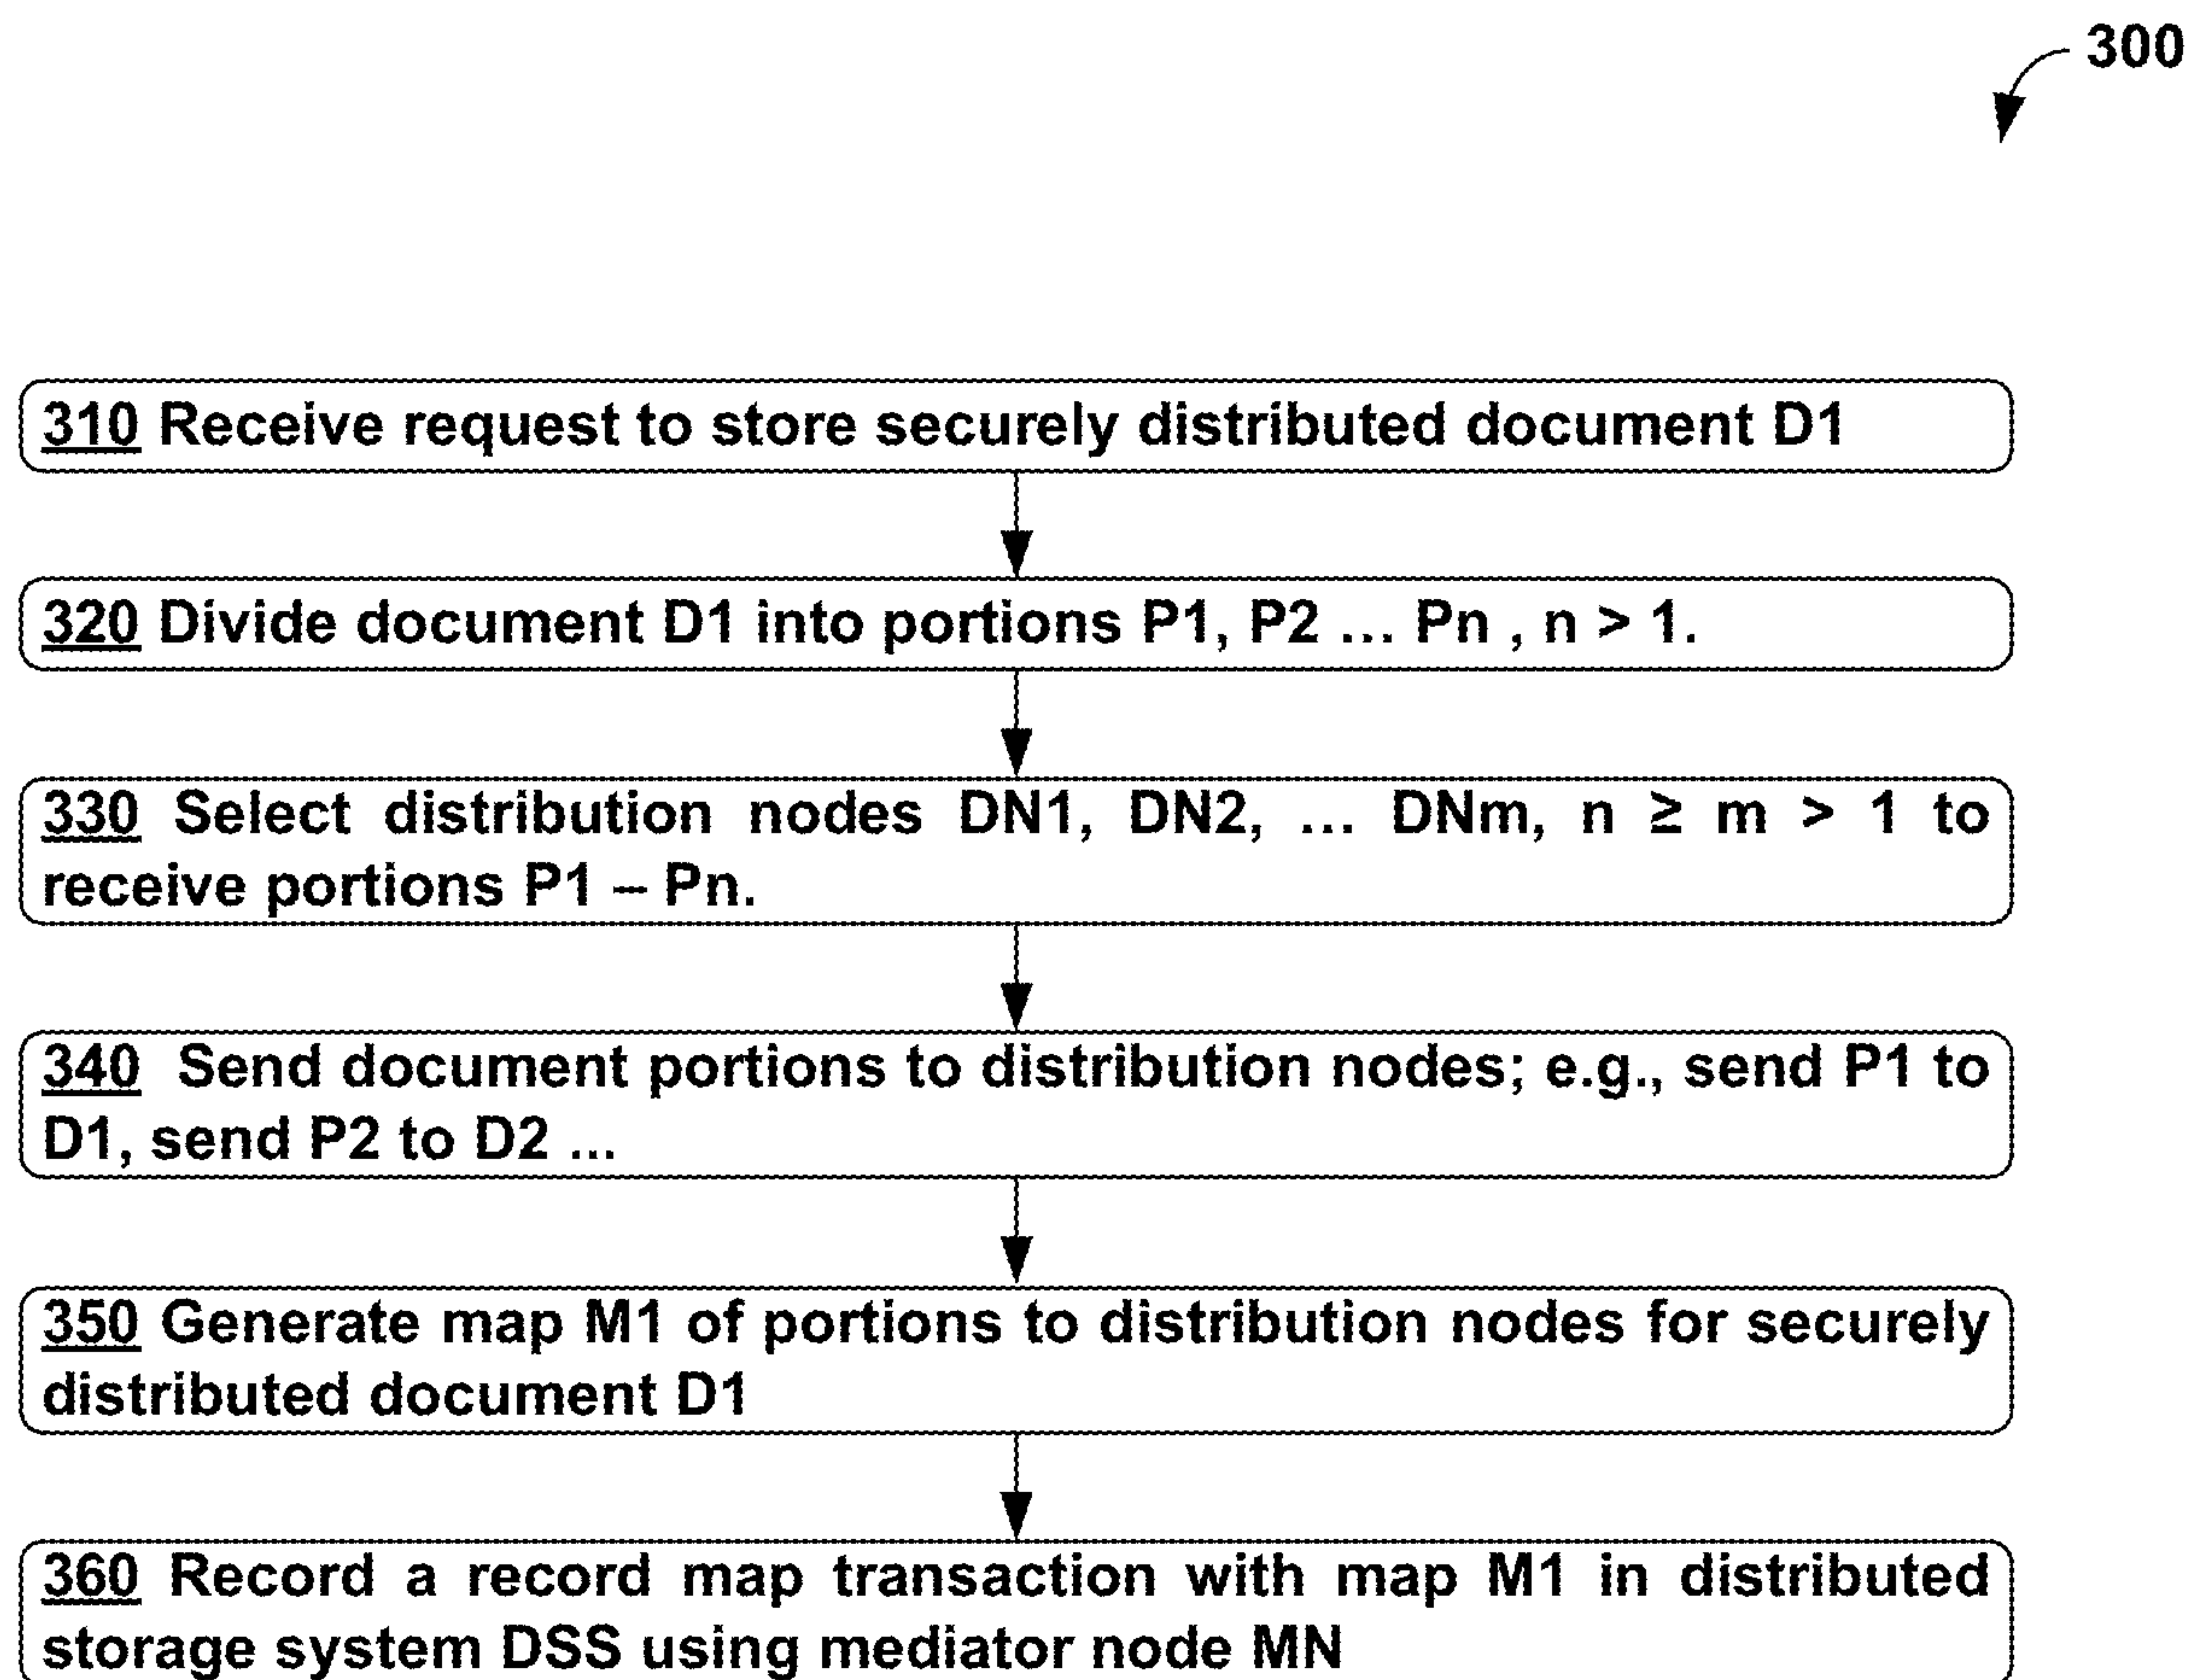 300
310 Receive request to store securely distributed document D1
320 Divide document D1 into portions P1, P2 ... Pn , n > 1.
330 Select distribution nodes DN1, DN2, ... DNm, n ≥ m > 1 to
receive portions P1 – Pn.
340 Send document portions to distribution nodes; e.g., send P1 to
D1, send P2 to D2 ...
350 Generate map M1 of portions to distribution nodes for securely
distributed document D1
360 Record a record map transaction with map M1 in distributed
storage system DSS using mediator node MN